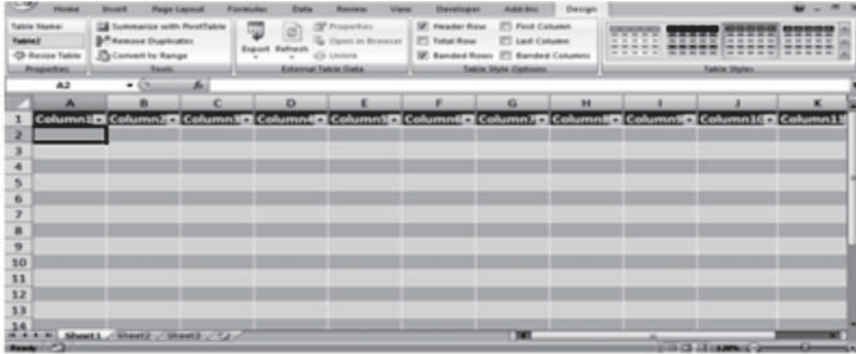 Home Insert Page Layout Formulas Data Review View Developer Add-Ins Design
Table Name: Summarize with PivotTable Properties Header Row First Column
Table2 Remove Duplicates Export Refresh Open in Browser Total Row Last Column
Resize Table Convert to Range Unlink Banded Rows Banded Columns
Properties Tools External Table Data Table Style Options Table Styles
A2 fx
A B C D E F G H I J K
1 Column1 Column2 Column3 Column4 Column5 Column6 Column7 Column8 Column9 Column10 Column11
2
3
4
5
6
7
8
9
10
11
12
13
14
Sheet1 Sheet2 Sheet3
Ready 120%